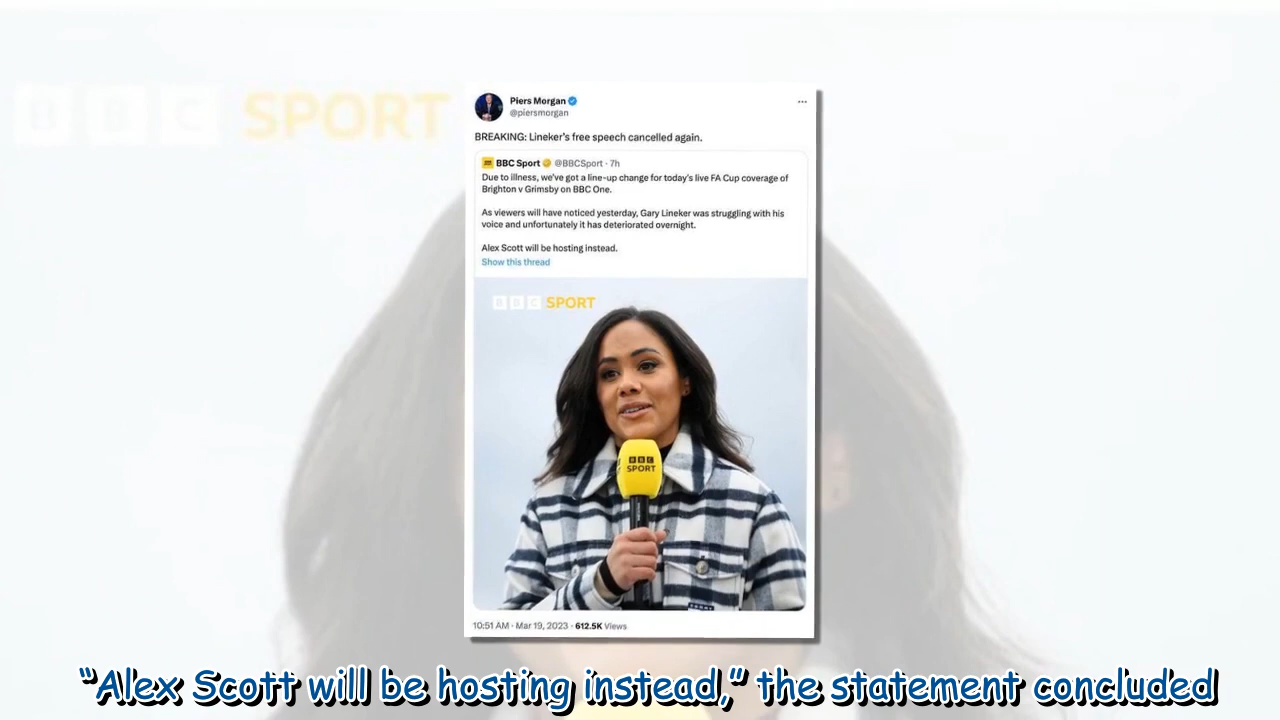 BBC SPORT
Piers Morgan
@piersmorgan
BREAKING: Lineker's free speech cancelled again.
BBC Sport @BBCSport · 7h
Due to illness, we've got a line-up change for today's live FA Cup coverage of
Brighton v Grimsby on BBC One.
As viewers will have noticed yesterday, Gary Lineker was struggling with his
voice and unfortunately it has deteriorated overnight.
Alex Scott will be hosting instead.
Show this thread
BBC SPORT
BBC
SPORT
10:51 AM · Mar 19, 2023 · 612.5K Views
“Alex Scott will be hosting instead,” the statement concluded